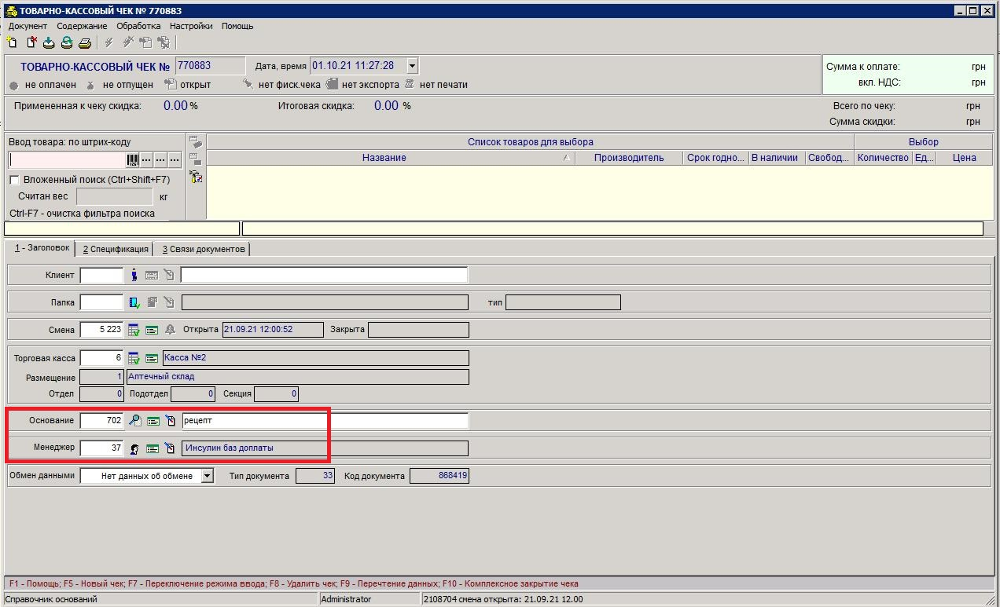 ТОВАРНО-КАССОВЫЙ ЧЕК № 770883
Документ Содержание Обработка Настройки Помощь
ТОВАРНО-КАССОВЫЙ ЧЕК № 770883 Дата, время 01.10.21 11:27:28 Сумма к оплате: грн
вкл. НДС: грн
не оплачен не отпущен открыт нет фиск.чека нет экспорта нет печати
Примененная к чеку скидка: 0.00 % Итоговая скидка: 0.00 % Всего по чеку: грн
Сумма скидки: грн
Ввод товара: по штрих-коду Список товаров для выбора Выбор
Название Производитель Срок годно... В наличии Свобод... Количество Ед... Цена
Вложенный поиск (Ctrl+Shift+F7)
Считан вес кг
Ctrl-F7 - очистка фильтра поиска
1 - Заголовок 2 Спецификация 3 Связи документов
Клиент
Папка тип
Смена 5 223 Открыта 21.09.21 12:00:52 Закрыта
Торговая касса 6 Касса №2
Размещение 1 Аптечный склад
Отдел 0 Подотдел 0 Секция 0
Основание 702 рецепт
Менеджер 37 Инсулин баз доплаты
Обмен данными Нет данных об обмене Тип документа 33 Код документа 868419
F1 - Помощь; F5 - Новый чек; F7 - Переключение режима ввода; F8 - Удалить чек; F9 - Перечтение данных; F10 - Комплексное закрытие чека
Справочник оснований Administrator 2108704 смена открыта: 21.09.21 12.00